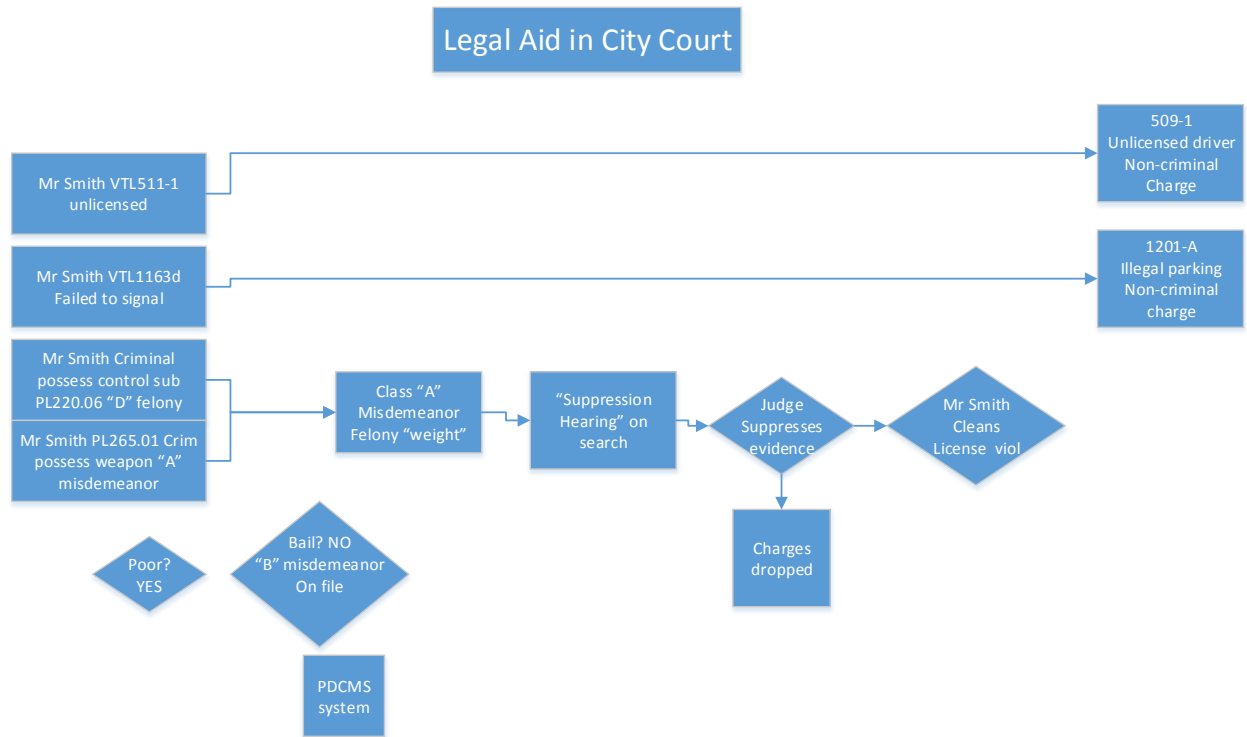 Legal Aid in City Court
509-1
Unlicensed driver
Non-criminal
Charge
Mr Smith VTL511-1
unlicensed
1201-A
Illegal parking
Non-criminal
charge
Mr Smith VTL1163d
Failed to signal
Mr Smith Criminal
possess control sub
PL220.06 “D” felony
Mr Smith PL265.01 Crim
possess weapon “A”
misdemeanor
Class “A”
Misdemeanor
Felony “weight”
“Suppression
Hearing” on
search
Judge
Suppresses
evidence
Mr Smith
Cleans
License viol
Charges
dropped
Poor?
YES
Bail? NO
“B” misdemeanor
On file
PDCMS
system